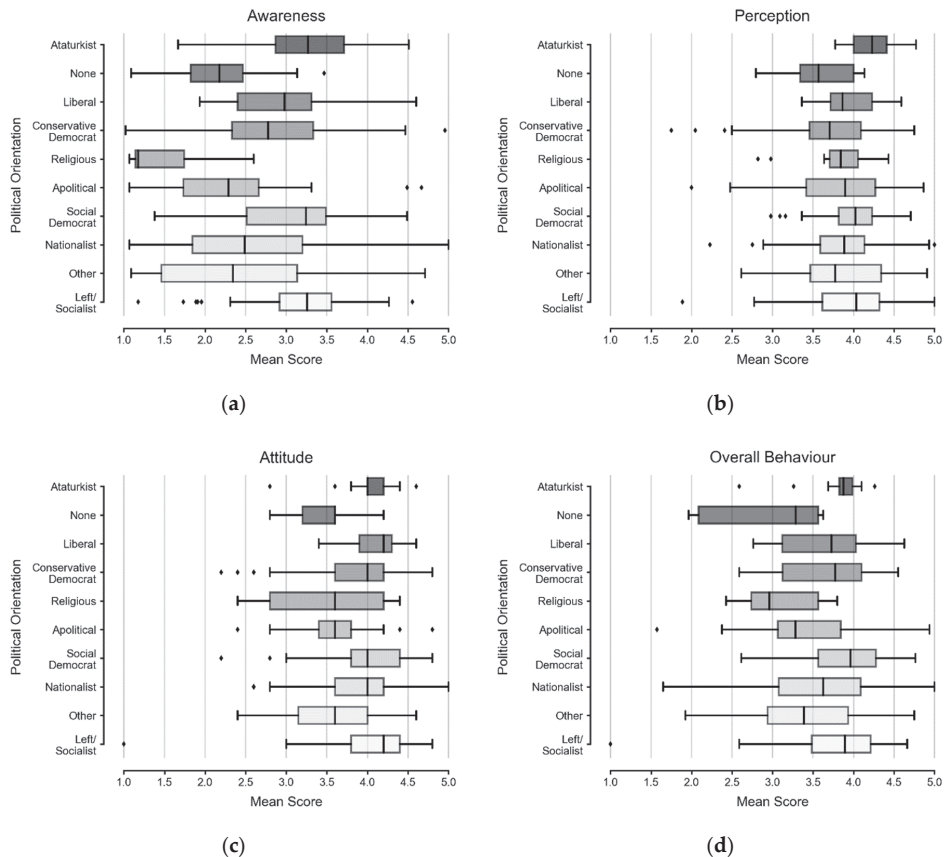 Awareness
Political Orientation
Ataturkist
None
Liberal
Conservative
Democrat
Religious
Apolitical
Social
Democrat
Nationalist
Other
Left/
Socialist
1.0 1.5 2.0 2.5 3.0 3.5 4.0 4.5 5.0
Mean Score
(a)
Perception
Political Orientation
Ataturkist
None
Liberal
Conservative
Democrat
Religious
Apolitical
Social
Democrat
Nationalist
Other
Left/
Socialist
1.0 1.5 2.0 2.5 3.0 3.5 4.0 4.5 5.0
Mean Score
(b)
Attitude
Political Orientation
Ataturkist
None
Liberal
Conservative
Democrat
Religious
Apolitical
Social
Democrat
Nationalist
Other
Left/
Socialist
1.0 1.5 2.0 2.5 3.0 3.5 4.0 4.5 5.0
Mean Score
(c)
Overall Behaviour
Political Orientation
Ataturkist
None
Liberal
Conservative
Democrat
Religious
Apolitical
Social
Democrat
Nationalist
Other
Left/
Socialist
1.0 1.5 2.0 2.5 3.0 3.5 4.0 4.5 5.0
Mean Score
(d)